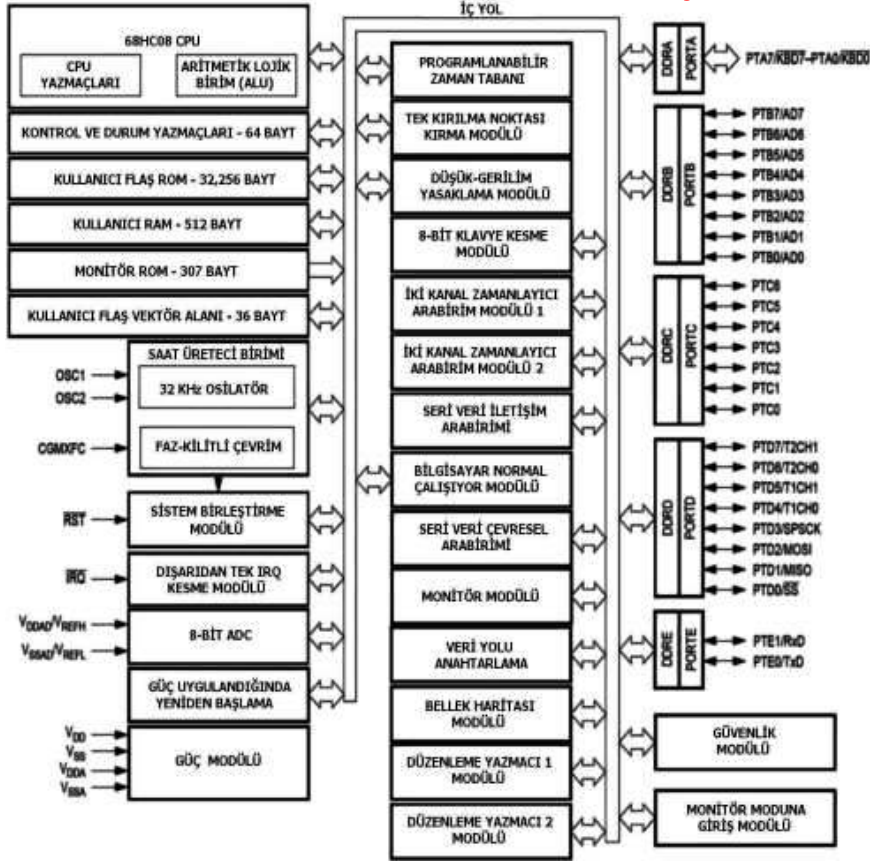 İÇ YOL
68HC08 CPU
CPU
YAZMAÇLARI
ARİTMETİK LOJİK
BİRİM (ALU)
KONTROL VE DURUM YAZMAÇLARI - 64 BAYT
KULLANICI FLAŞ ROM - 32,256 BAYT
KULLANICI RAM - 512 BAYT
MONİTÖR ROM - 307 BAYT
KULLANICI FLAŞ VEKTÖR ALANI - 36 BAYT
SAAT ÜRETECİ BİRİMİ
32 KHz OSİLATÖR
FAZ-KİLİTLİ ÇEVRİM
OSC1
OSC2
CGMXFC
RST
SİSTEM BİRLEŞTİRME
MODÜLÜ
IRQ
DIŞARIDAN TEK IRQ
KESME MODÜLÜ
VDDAD/VREFH
VSSAD/VREFL
8-BİT ADC
GÜÇ UYGULANDIĞINDA
YENİDEN BAŞLAMA
VDD
VSS
VDDA
VSSA
GÜÇ MODÜLÜ
PROGRAMLANABİLİR
ZAMAN TABANI
TEK KIRILMA NOKTASI
KIRMA MODÜLÜ
DÜŞÜK-GERİLİM
YASAKLAMA MODÜLÜ
8-BİT KLAVYE KESME
MODÜLÜ
İKİ KANAL ZAMANLAYICI
ARABİRİM MODÜLÜ 1
İKİ KANAL ZAMANLAYICI
ARABİRİM MODÜLÜ 2
SERİ VERİ İLETİŞİM
ARABİRİMİ
BİLGİSAYAR NORMAL
ÇALIŞIYOR MODÜLÜ
SERİ VERİ ÇEVRESEL
ARABİRİMİ
MONİTÖR MODÜLÜ
VERİ YOLU
ANAHTARLAMA
BELLEK HARİTASI
MODÜLÜ
DÜZENLEME YAZMACI 1
MODÜLÜ
DÜZENLEME YAZMACI 2
MODÜLÜ
DDRA
PORTA
PTA7/KBD7-PTA0/KBD0
DDRB
PORTB
PTB7/AD7
PTB6/AD6
PTB5/AD5
PTB4/AD4
PTB3/AD3
PTB2/AD2
PTB1/AD1
PTB0/AD0
DDRC
PORTC
PTC6
PTC5
PTC4
PTC3
PTC2
PTC1
PTC0
DDRD
PORTD
PTD7/T2CH1
PTD6/T2CH0
PTD5/T1CH1
PTD4/T1CH0
PTD3/SPSCK
PTD2/MOSI
PTD1/MISO
PTD0/SS
DDRE
PORTE
PTE1/RxD
PTE0/TxD
GÜVENLİK
MODÜLÜ
MONİTÖR MODUNA
GİRİŞ MODÜLÜ